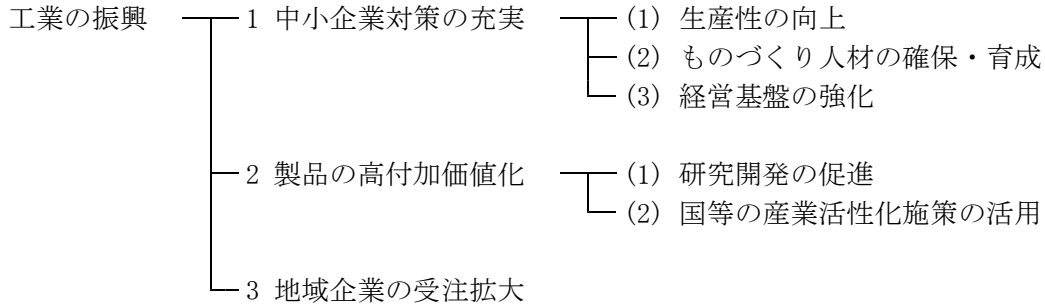 工業の振興 1 中小企業対策の充実 (1) 生産性の向上
(2) ものづくり人材の確保・育成
(3) 経営基盤の強化
2 製品の高付加価値化 (1) 研究開発の促進
(2) 国等の産業活性化施策の活用
3 地域企業の受注拡大